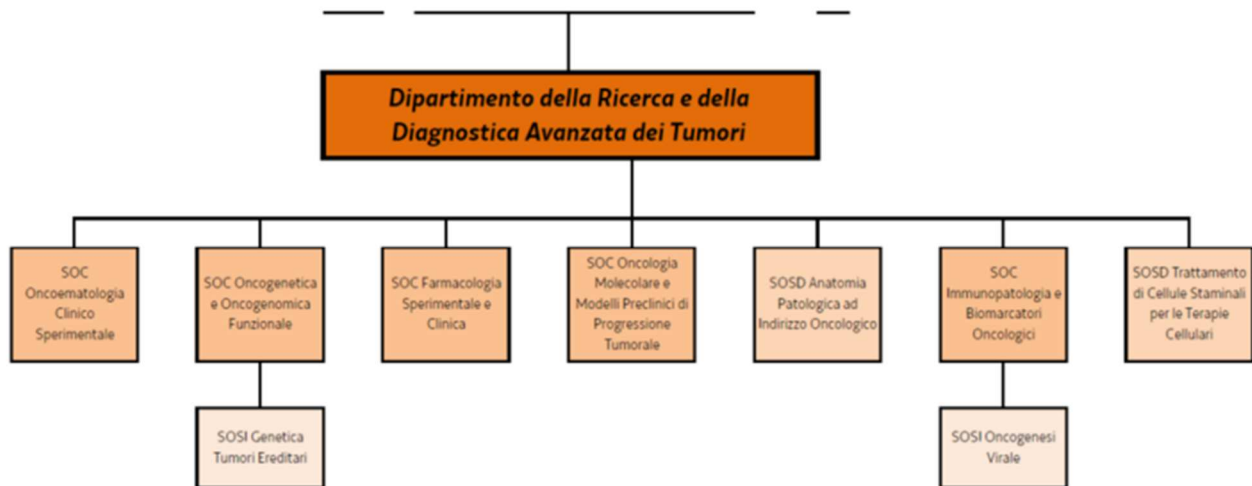 Dipartimento della Ricerca e della
Diagnostica Avanzata dei Tumori
SOC
Oncoematologia
Clinico
Sperimentale
SOC Oncogenetica
e Oncogenomica
Funzionale
SOC Farmacologia
Sperimentale e
Clinica
SOC Oncologia
Molecolare e
Modelli Preclinici di
Progressione
Tumorale
SOSD Anatomia
Patologica ad
Indirizzo Oncologico
SOC
Immunopatologia e
Biomarcatori
Oncologici
SOSD Trattamento
di Cellule Staminali
per le Terapie
Cellulari
SOSI Genetica
Tumori Ereditari
SOSI Oncogenesi
Virale